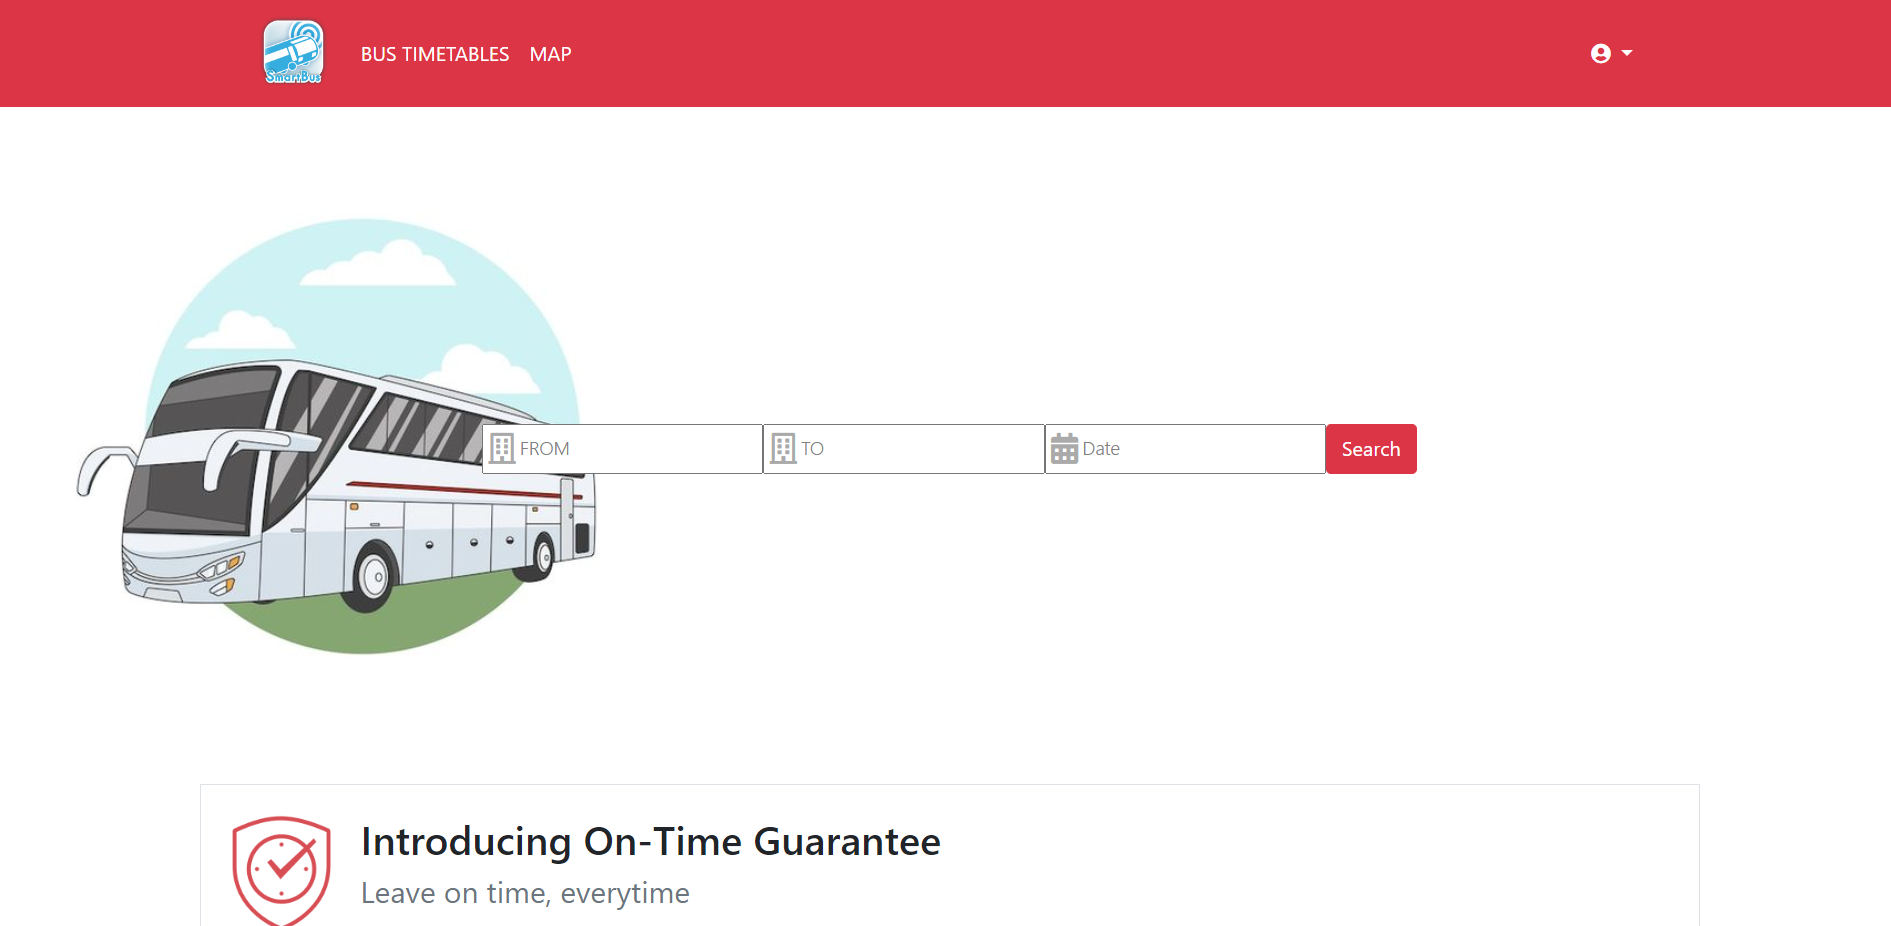 SmartBus
BUS TIMETABLES MAP
FROM
TO
Date
Search
Introducing On-Time Guarantee
Leave on time, everytime